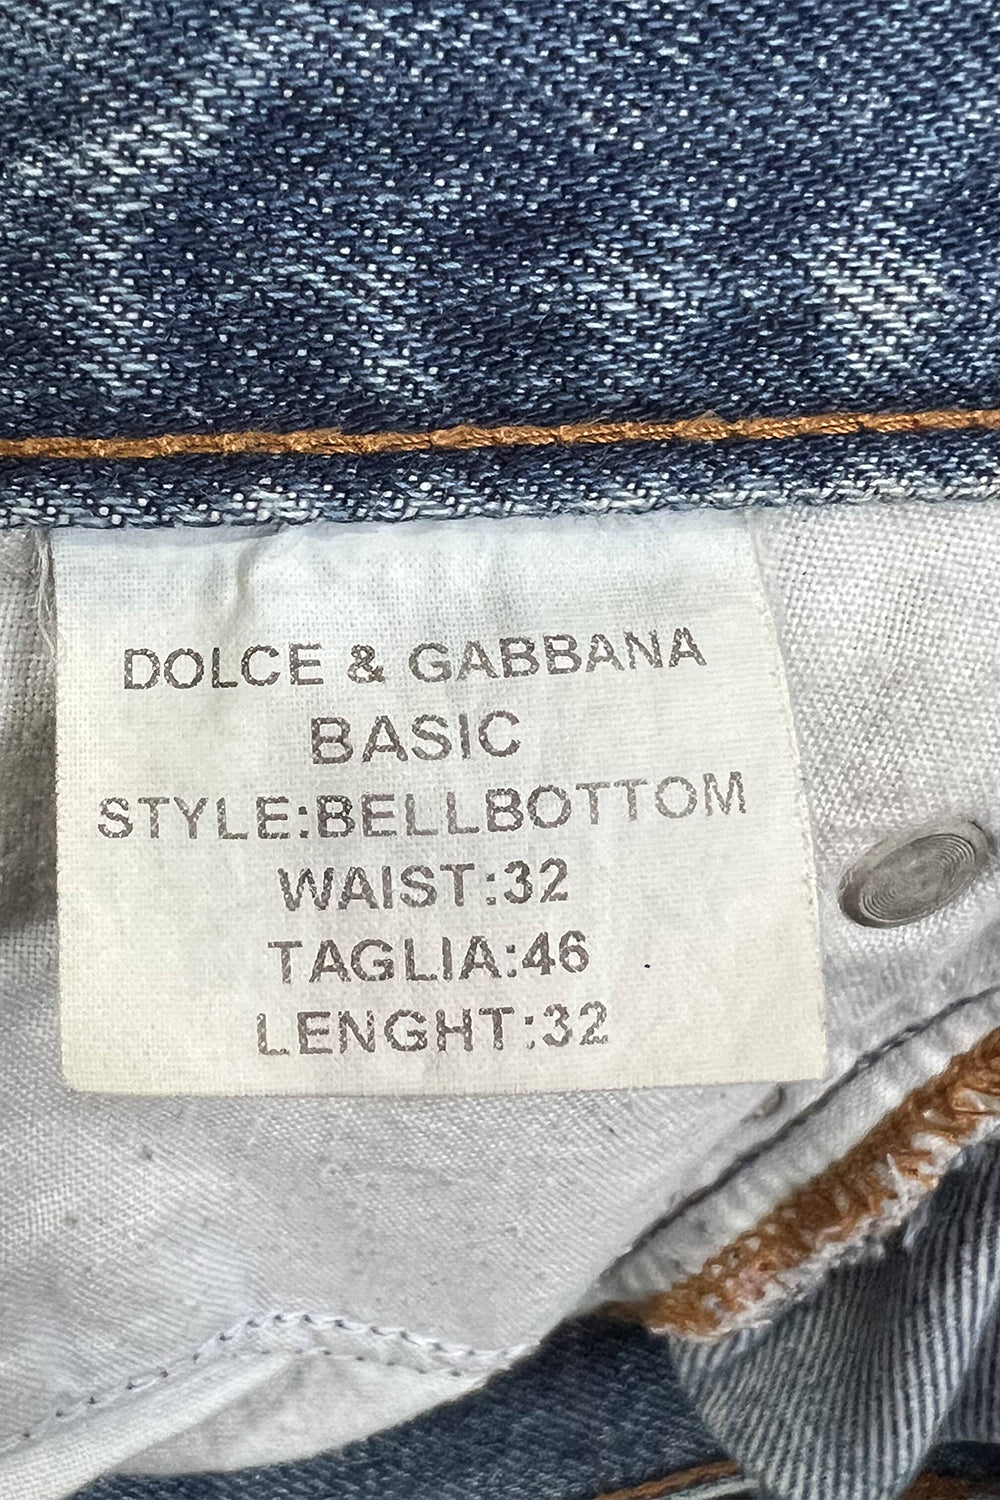 DOLCE & GABBANA
BASIC
STYLE:BELLBOTTOM
WAIST:32
TAGLIA:46
LENGHT:32